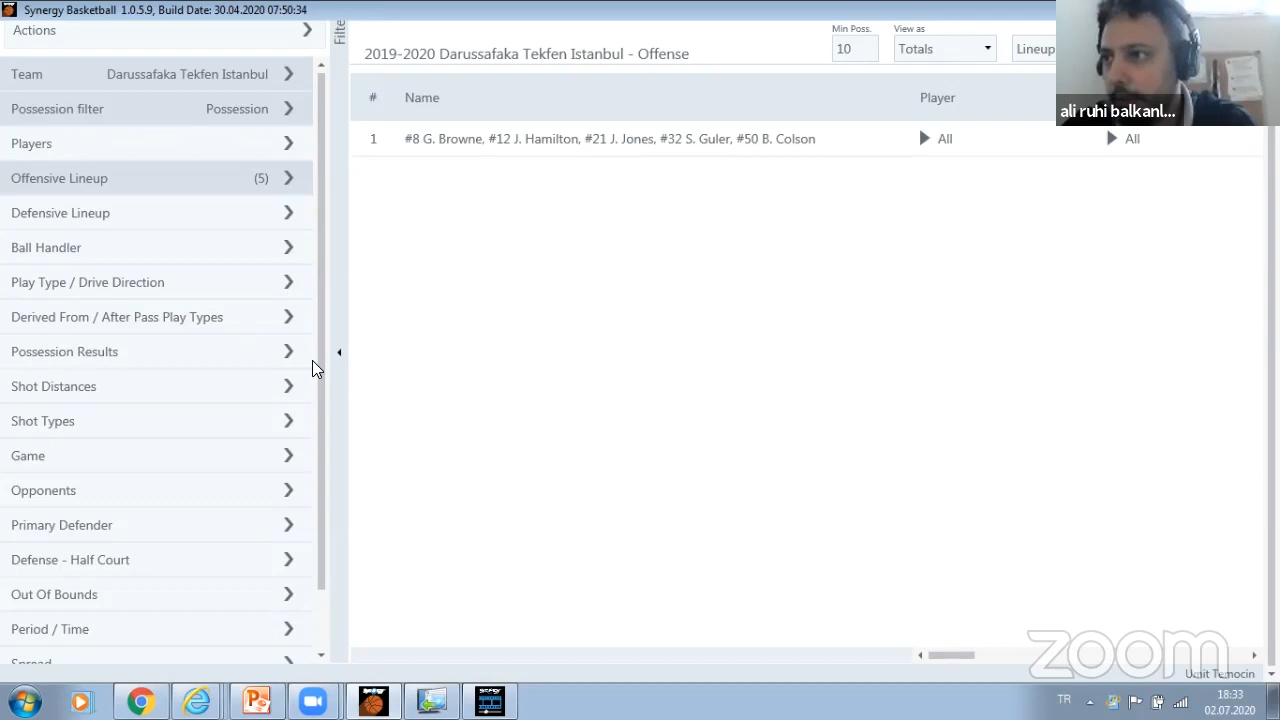 Synergy Basketball 1.0.5.9, Build Date: 30.04.2020 07:50:34
Actions
Filte
2019-2020 Darussafaka Tekfen Istanbul - Offense
Min Poss.
10
View as
Totals
Lineup
ali ruhi balkanl...
Team Darussafaka Tekfen Istanbul
Possession filter Possession
Players
Offensive Lineup (5)
Defensive Lineup
Ball Handler
Play Type / Drive Direction
Derived From / After Pass Play Types
Possession Results
Shot Distances
Shot Types
Game
Opponents
Primary Defender
Defense - Half Court
Out Of Bounds
Period / Time
Spread
# Name Player
1 #8 G. Browne, #12 J. Hamilton, #21 J. Jones, #32 S. Guler, #50 B. Colson All All
zoom
Umit Temocin
TR
18:33
02.07.2020